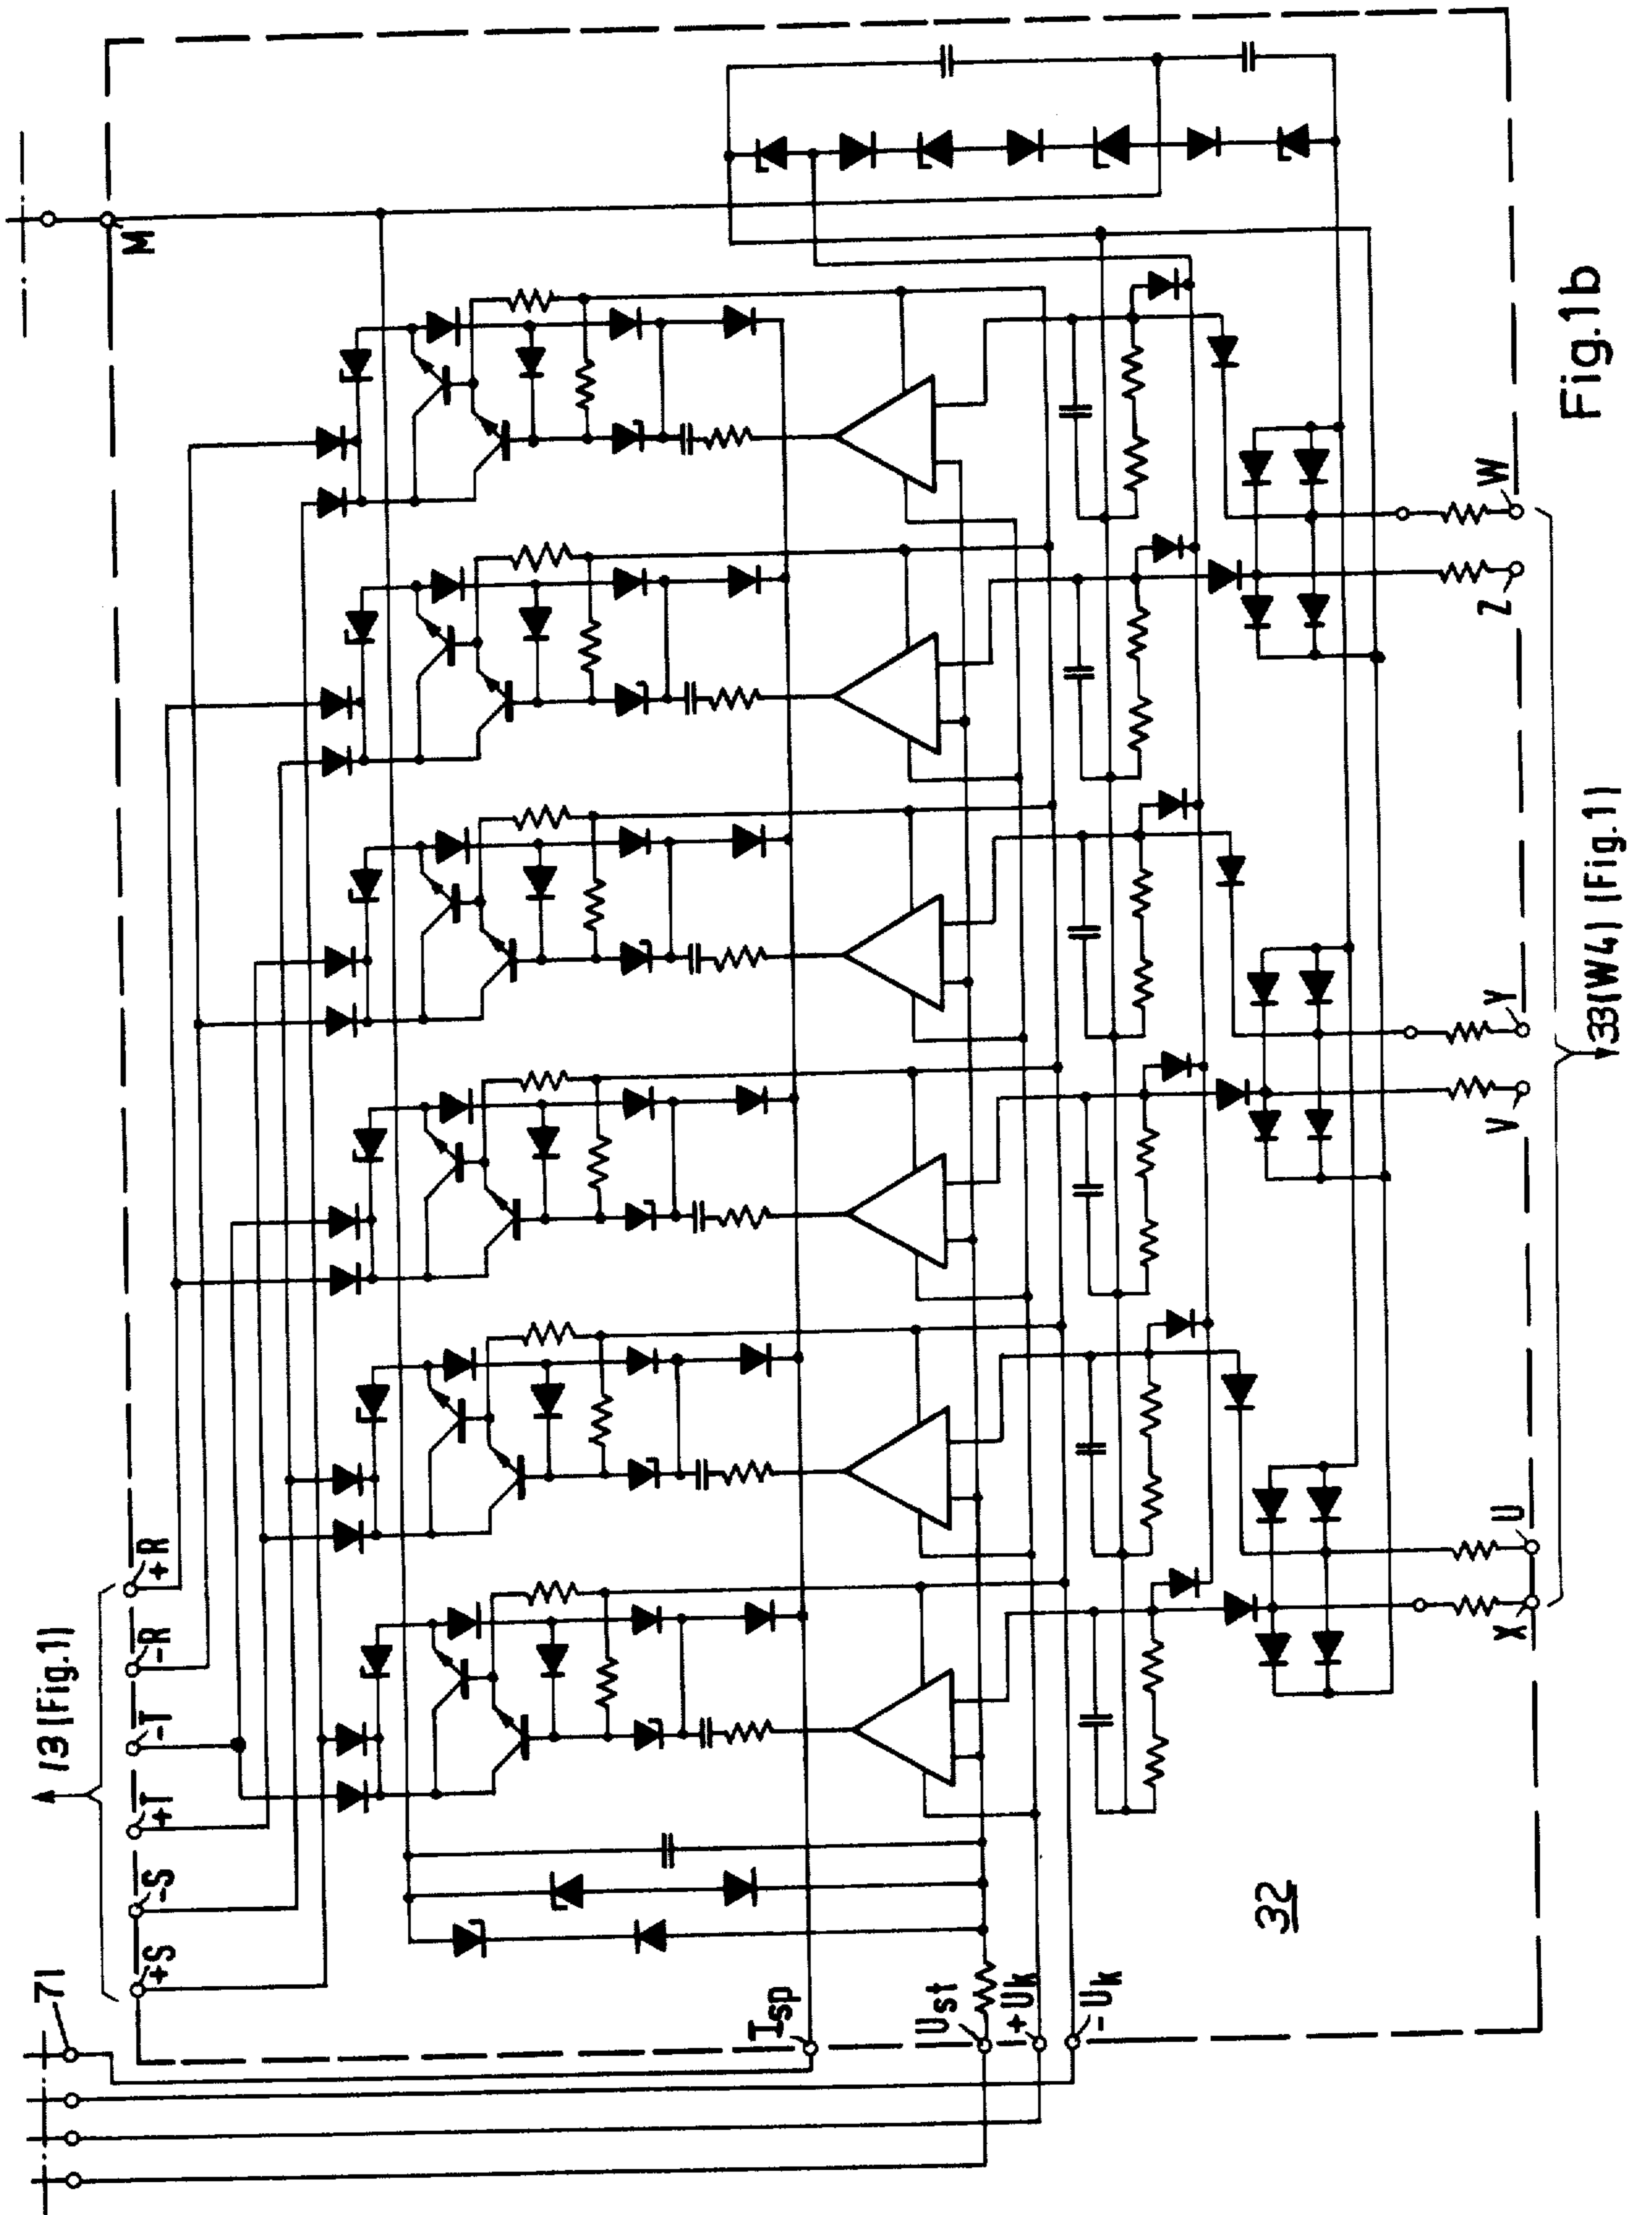 71
13 (Fig.1)
+S
-S
+T
-T
-R
+R
M
Isp
Ust
+Uk
-Uk
32
X
U
V
Y
Z
W
33(W4) (Fig.1)
Fig.1b